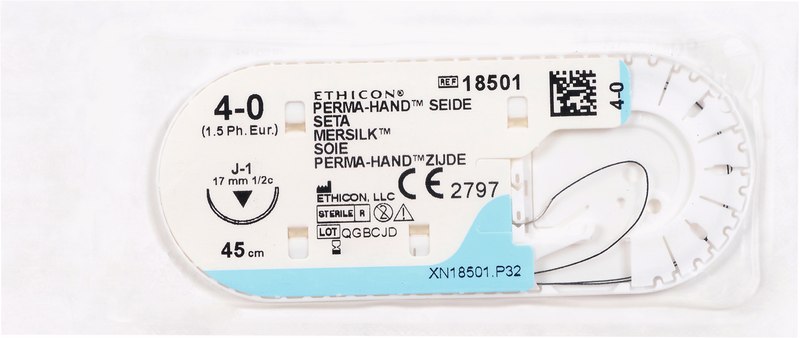 4-0
(1.5 Ph. Eur.)
J-1
17 mm 1/2c
45 cm
ETHICON®
PERMA-HAND™ SEIDE
SETA
MERSILK™
SOIE
PERMA-HAND™ZIJDE
ETHICON, LLC
STERILE R
LOT QGBCJD
CE 2797
REF 18501
4-0
XN18501.P32